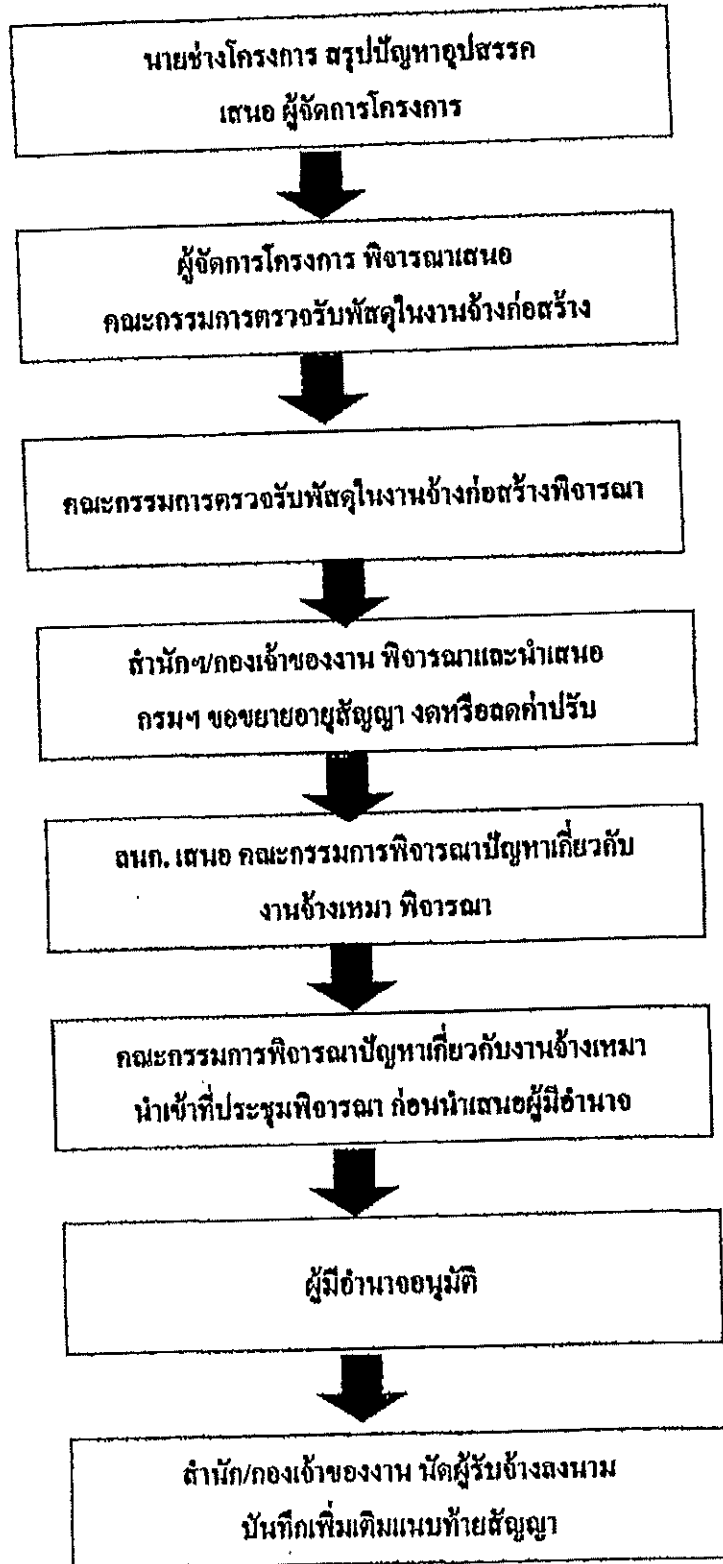 นายช่างโครงการ สรุปปัญหาอุปสรรค
เสนอ ผู้จัดการโครงการ
ผู้จัดการโครงการ พิจารณาเสนอ
คณะกรรมการตรวจรับพัสดุในงานจ้างก่อสร้าง
คณะกรรมการตรวจรับพัสดุในงานจ้างก่อสร้างพิจารณา
สำนักฯ/กองเจ้าของงาน พิจารณาและนำเสนอ
กรมฯ ขอขยายอายุสัญญา งดหรือลดค่าปรับ
ลนก. เสนอ คณะกรรมการพิจารณาปัญหาเกี่ยวกับ
งานจ้างเหมา พิจารณา
คณะกรรมการพิจารณาปัญหาเกี่ยวกับงานจ้างเหมา
นำเข้าที่ประชุมพิจารณา ก่อนนำเสนอผู้มีอำนาจ
ผู้มีอำนาจอนุมัติ
สำนัก/กองเจ้าของงาน นัดผู้รับจ้างลงนาม
บันทึกเพิ่มเติมแนบท้ายสัญญา